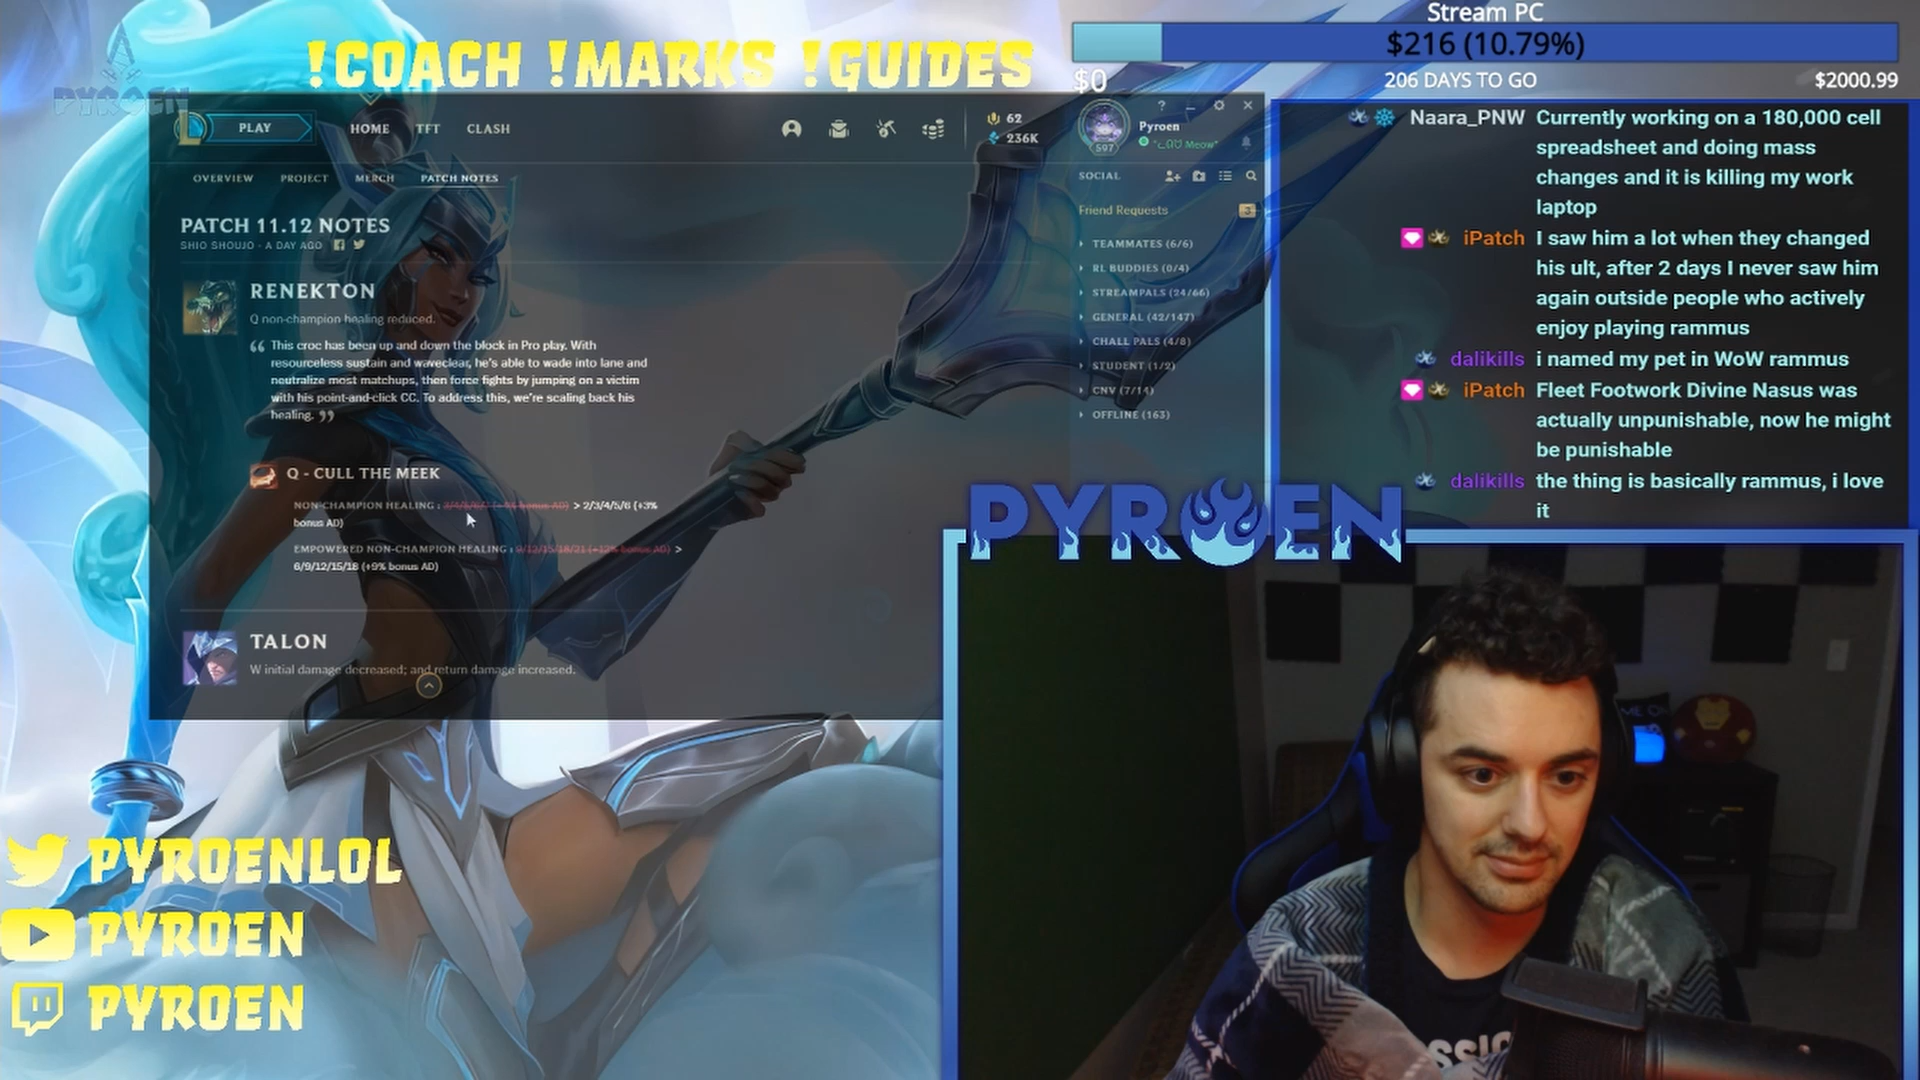 !COACH !MARKS !GUIDES
Stream PC
$216 (10.79%)
$0
206 DAYS TO GO
$2000.99
PYROEN
PLAY
HOME
TFT
CLASH
62
236K
Pyroen
597
OVERVIEW
PROJECT
MERCH
PATCH NOTES
SOCIAL
Friend Requests
TEAMMATES (6/6)
RL BUDDIES (0/4)
STREAMPALS (24/66)
GENERAL (42/147)
CHALL PALS (4/8)
STUDENT (1/2)
CNV (7/14)
OFFLINE (163)
PATCH 11.12 NOTES
SHIO SHOUJO - A DAY AGO
RENEKTON
Q non-champion healing reduced.
This croc has been up and down the block in Pro play. With
resourceless sustain and waveclear, he's able to wade into lane and
neutralize most matchups, then force fights by jumping on a victim
with his point-and-click CC. To address this, we're scaling back his
healing.
Q - CULL THE MEEK
NON-CHAMPION HEALING : > 2/3/4/5/6 (+3%
bonus AD)
EMPOWERED NON-CHAMPION HEALING : 9/12/15/18/21 (+12% bonus AD) >
6/9/12/15/18 (+9% bonus AD)
TALON
W initial damage decreased; and return damage increased.
Naara_PNW Currently working on a 180,000 cell
spreadsheet and doing mass
changes and it is killing my work
laptop
iPatch I saw him a lot when they changed
his ult, after 2 days I never saw him
again outside people who actively
enjoy playing rammus
dalikills i named my pet in WoW rammus
iPatch Fleet Footwork Divine Nasus was
actually unpunishable, now he might
be punishable
dalikills the thing is basically rammus, i love
it
PYROEN
PYROENLOL
PYROEN
PYROEN